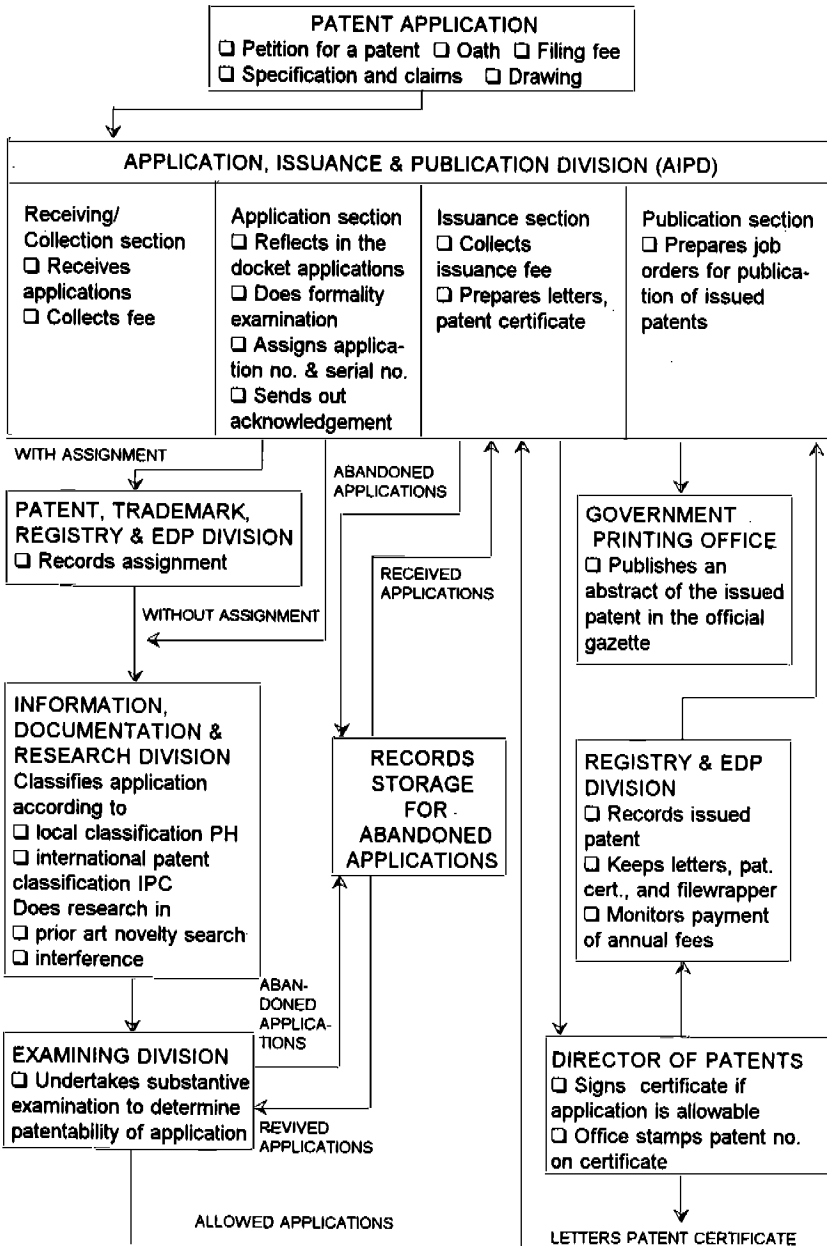 PATENT APPLICATION
❑ Petition for a patent ❑ Oath ❑ Filing fee
❑ Specification and claims ❑ Drawing
APPLICATION, ISSUANCE & PUBLICATION DIVISION (AIPD)
Receiving/
Collection section
❑ Receives
applications
❑ Collects fee
Application section
❑ Reflects in the
docket applications
❑ Does formality
examination
❑ Assigns applica-
tion no. & serial no.
❑ Sends out
acknowledgement
Issuance section
❑ Collects
issuance fee
❑ Prepares letters,
patent certificate
Publication section
❑ Prepares job
orders for publica-
tion of issued
patents
WITH ASSIGNMENT
PATENT, TRADEMARK,
REGISTRY & EDP DIVISION
❑ Records assignment
WITHOUT ASSIGNMENT
ABANDONED
APPLICATIONS
RECEIVED
APPLICATIONS
GOVERNMENT
PRINTING OFFICE
❑ Publishes an
abstract of the issued
patent in the official
gazette
INFORMATION,
DOCUMENTATION &
RESEARCH DIVISION
Classifies application
according to
❑ local classification PH
❑ international patent
classification IPC
Does research in
❑ prior art novelty search
❑ interference
RECORDS
STORAGE
FOR
ABANDONED
APPLICATIONS
REGISTRY & EDP
DIVISION
❑ Records issued
patent
❑ Keeps letters, pat.
cert., and filewrapper
❑ Monitors payment
of annual fees
ABAN-
DONED
APPLICA-
TIONS
EXAMINING DIVISION
❑ Undertakes substantive
examination to determine
patentability of application
REVIVED
APPLICATIONS
DIRECTOR OF PATENTS
❑ Signs certificate if
application is allowable
❑ Office stamps patent no.
on certificate
ALLOWED APPLICATIONS
LETTERS PATENT CERTIFICATE